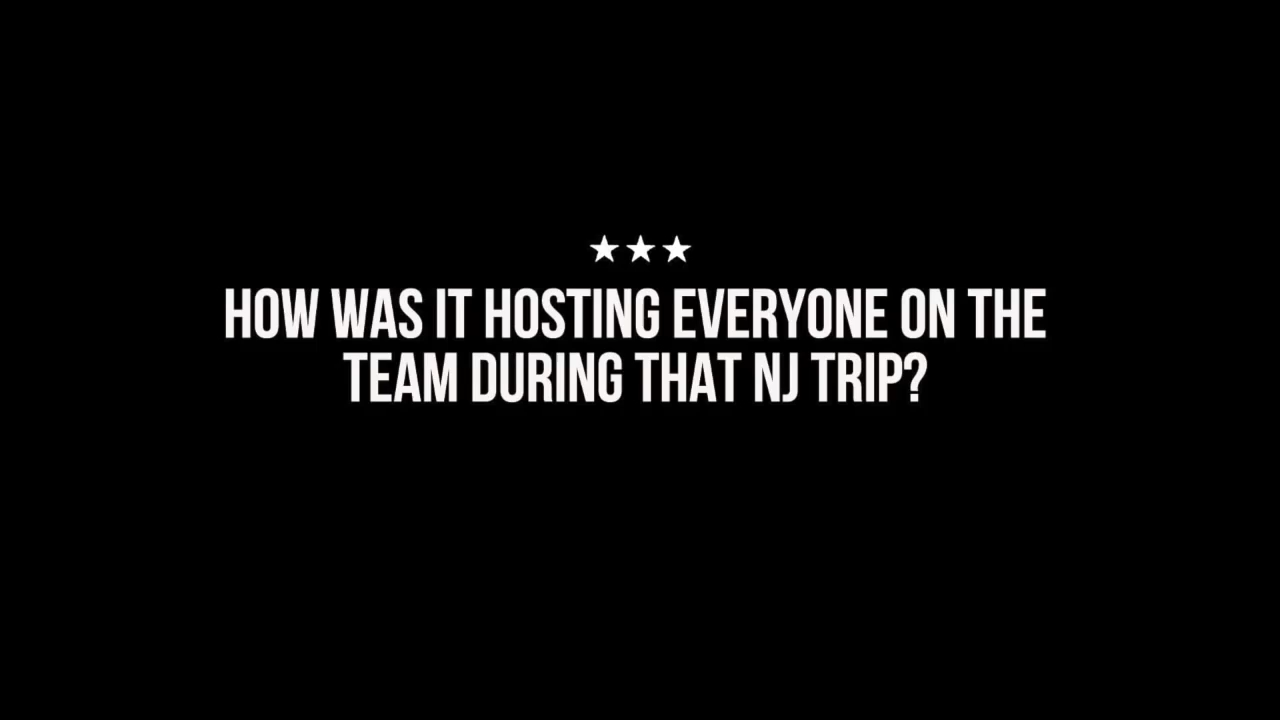 HOW WAS IT HOSTING EVERYONE ON THE
TEAM DURING THAT NJ TRIP?